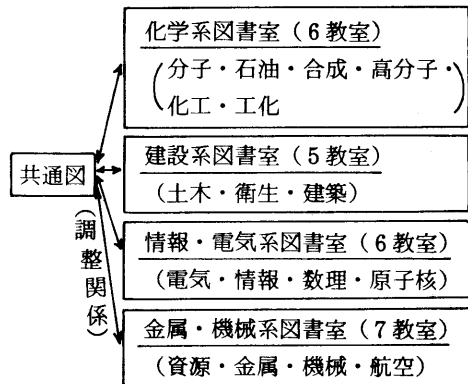 化学系図書室(6教室)
(分子・石油・合成・高分子・
化工・工化)
共通図
(調整関係)
建設系図書室(5教室)
(土木・衛生・建築)
情報・電気系図書室(6教室)
(電気・情報・数理・原子核)
金属・機械系図書室(7教室)
(資源・金属・機械・航空)